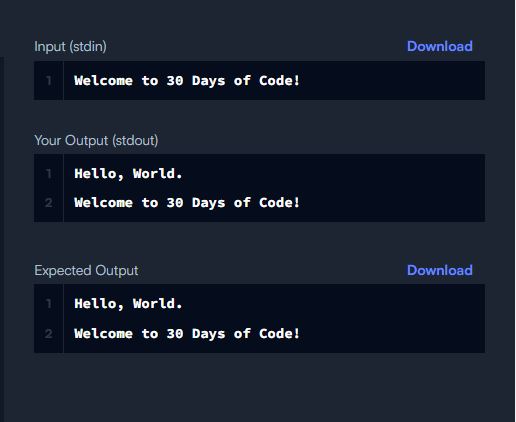 Input (stdin)
Download
1 Welcome to 30 Days of Code!
Your Output (stdout)
1 Hello, World.
2 Welcome to 30 Days of Code!
Expected Output
Download
1 Hello, World.
2 Welcome to 30 Days of Code!